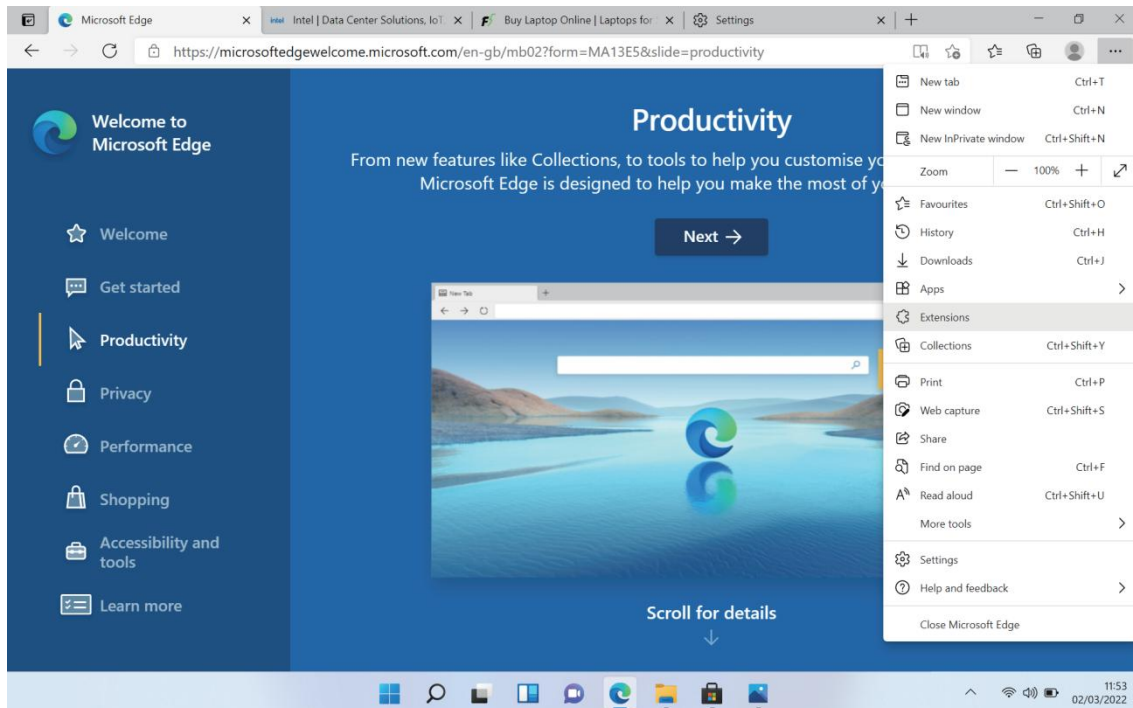 Microsoft Edge
intel Intel | Data Center Solutions, IoT
Buy Laptop Online | Laptops for
Settings
https://microsoftedgewelcome.microsoft.com/en-gb/mb02?form=MA13E5&slide=productivity
Welcome to
Microsoft Edge
Welcome
Get started
Productivity
Privacy
Performance
Shopping
Accessibility and
tools
Learn more
Productivity
From new features like Collections, to tools to help you customise
Microsoft Edge is designed to help you make the most of
Next →
New Tab
Scroll for details
New tab Ctrl+T
New window Ctrl+N
New InPrivate window Ctrl+Shift+N
Zoom — 100% +
Favourites Ctrl+Shift+O
History Ctrl+H
Downloads Ctrl+J
Apps
Extensions
Collections Ctrl+Shift+Y
Print Ctrl+P
Web capture Ctrl+Shift+S
Share
Find on page Ctrl+F
Read aloud Ctrl+Shift+U
More tools
Settings
Help and feedback
Close Microsoft Edge
11:53
02/03/2022